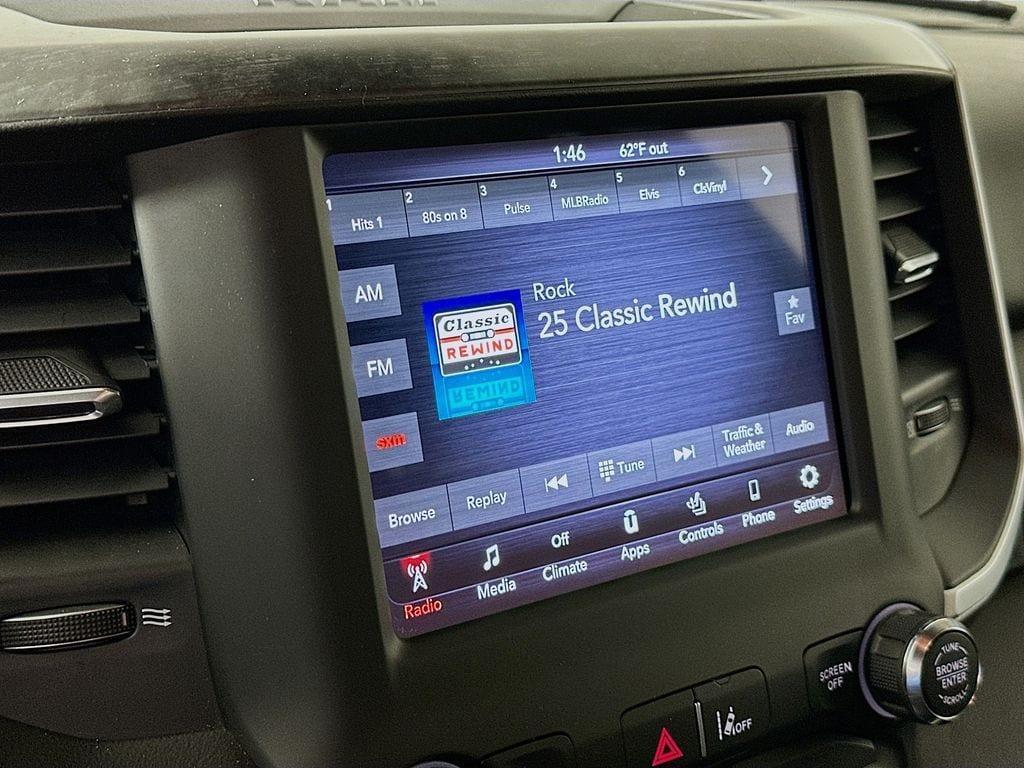 1:46 62°F out
1 Hits 1 2 80s on 8 3 Pulse 4 MLBRadio 5 Elvis 6 ClsVinyl
AM
FM
sxm
Classic
REWIND
REWIND
Rock
25 Classic Rewind
Fav
Browse Replay Tune Traffic & Weather Audio
Radio Media Off Climate Apps Controls Phone Settings
SCREEN
OFF
TUNE
BROWSE
ENTER
SCROLL
OFF